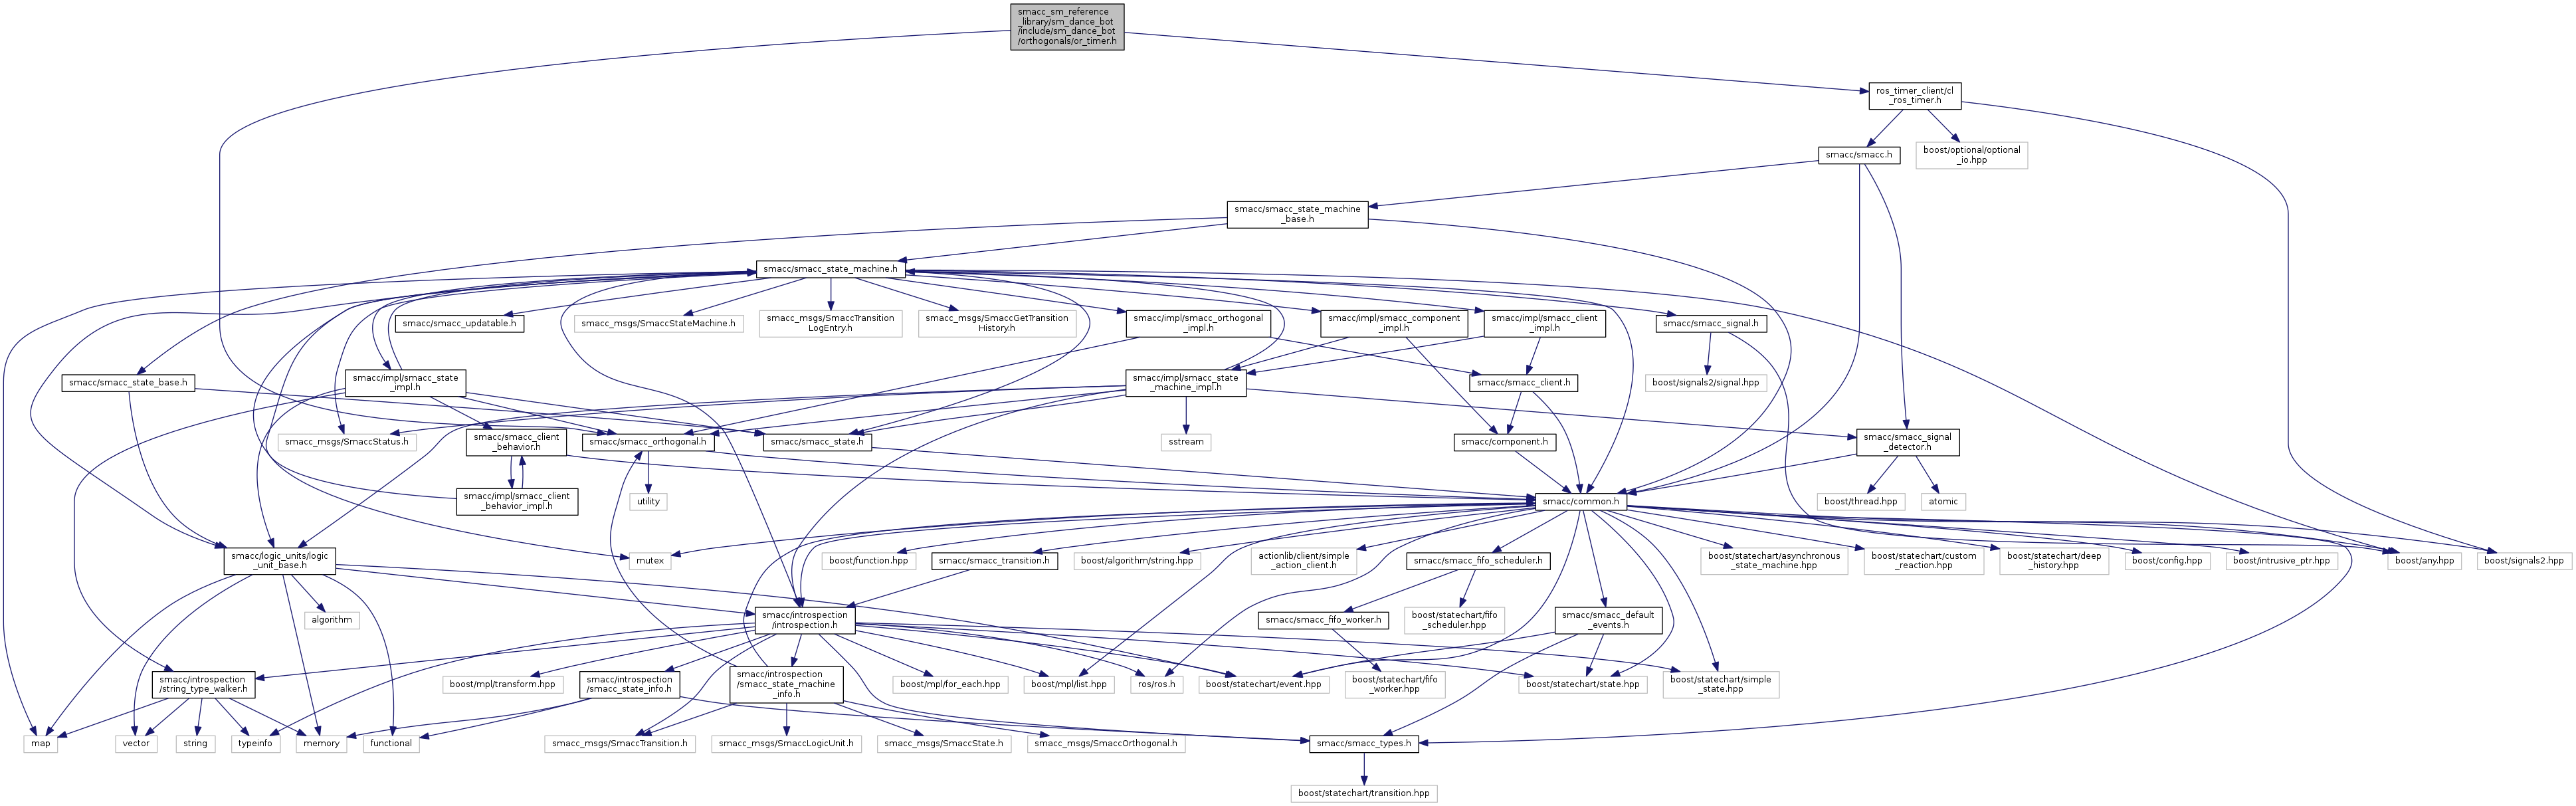 smacc_sm_reference
_library/sm_dance_bot
/include/sm_dance_bot
/orthogonals/or_timer.h
ros_timer_client/cl
_ros_timer.h
boost/optional/optional
_io.hpp
smacc/smacc.h
smacc/smacc_state_machine
_base.h
smacc/smacc_state_machine.h
smacc/smacc_updatable.h
smacc_msgs/SmaccStateMachine.h
smacc_msgs/SmaccTransition
LogEntry.h
smacc_msgs/SmaccGetTransition
History.h
smacc/impl/smacc_orthogonal
_impl.h
smacc/impl/smacc_component
_impl.h
smacc/impl/smacc_client
_impl.h
smacc/smacc_signal.h
smacc/smacc_state_base.h
smacc/impl/smacc_state
_impl.h
smacc/impl/smacc_state
_machine_impl.h
smacc/smacc_client.h
boost/signals2/signal.hpp
smacc_msgs/SmaccStatus.h
smacc/smacc_client
_behavior.h
smacc/smacc_orthogonal.h
smacc/smacc_state.h
sstream
smacc/component.h
smacc/smacc_signal
_detector.h
smacc/impl/smacc_client
_behavior_impl.h
utility
smacc/common.h
boost/thread.hpp
atomic
smacc/logic_units/logic
_unit_base.h
mutex
boost/function.hpp
smacc/smacc_transition.h
boost/algorithm/string.hpp
actionlib/client/simple
_action_client.h
smacc/smacc_fifo_scheduler.h
boost/statechart/asynchronous
_state_machine.hpp
boost/statechart/custom
_reaction.hpp
boost/statechart/deep
_history.hpp
boost/config.hpp
boost/intrusive_ptr.hpp
boost/any.hpp
boost/signals2.hpp
algorithm
smacc/introspection
/introspection.h
smacc/smacc_fifo_worker.h
boost/statechart/fifo
_scheduler.hpp
smacc/smacc_default
_events.h
smacc/introspection
/string_type_walker.h
boost/mpl/transform.hpp
smacc/introspection
/smacc_state_info.h
smacc/introspection
/smacc_state_machine
_info.h
boost/mpl/for_each.hpp
boost/mpl/list.hpp
ros/ros.h
boost/statechart/event.hpp
boost/statechart/fifo
_worker.hpp
boost/statechart/state.hpp
boost/statechart/simple
_state.hpp
map
vector
string
typeinfo
memory
functional
smacc_msgs/SmaccTransition.h
smacc_msgs/SmaccLogicUnit.h
smacc_msgs/SmaccState.h
smacc_msgs/SmaccOrthogonal.h
smacc/smacc_types.h
boost/statechart/transition.hpp